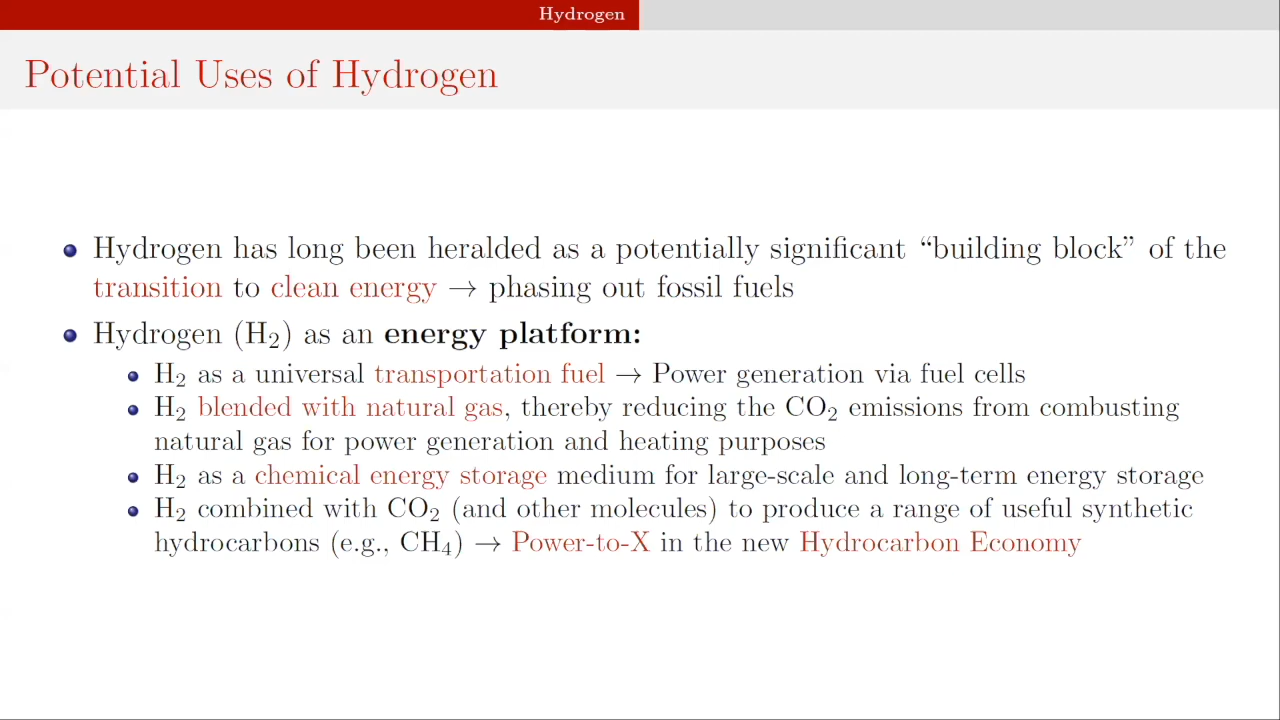 Hydrogen
Potential Uses of Hydrogen
Hydrogen has long been heralded as a potentially significant “building block” of the
transition to clean energy → phasing out fossil fuels
Hydrogen (H₂) as an energy platform:
H₂ as a universal transportation fuel → Power generation via fuel cells
H₂ blended with natural gas, thereby reducing the CO₂ emissions from combusting
natural gas for power generation and heating purposes
H₂ as a chemical energy storage medium for large-scale and long-term energy storage
H₂ combined with CO₂ (and other molecules) to produce a range of useful synthetic
hydrocarbons (e.g., CH₄) → Power-to-X in the new Hydrocarbon Economy